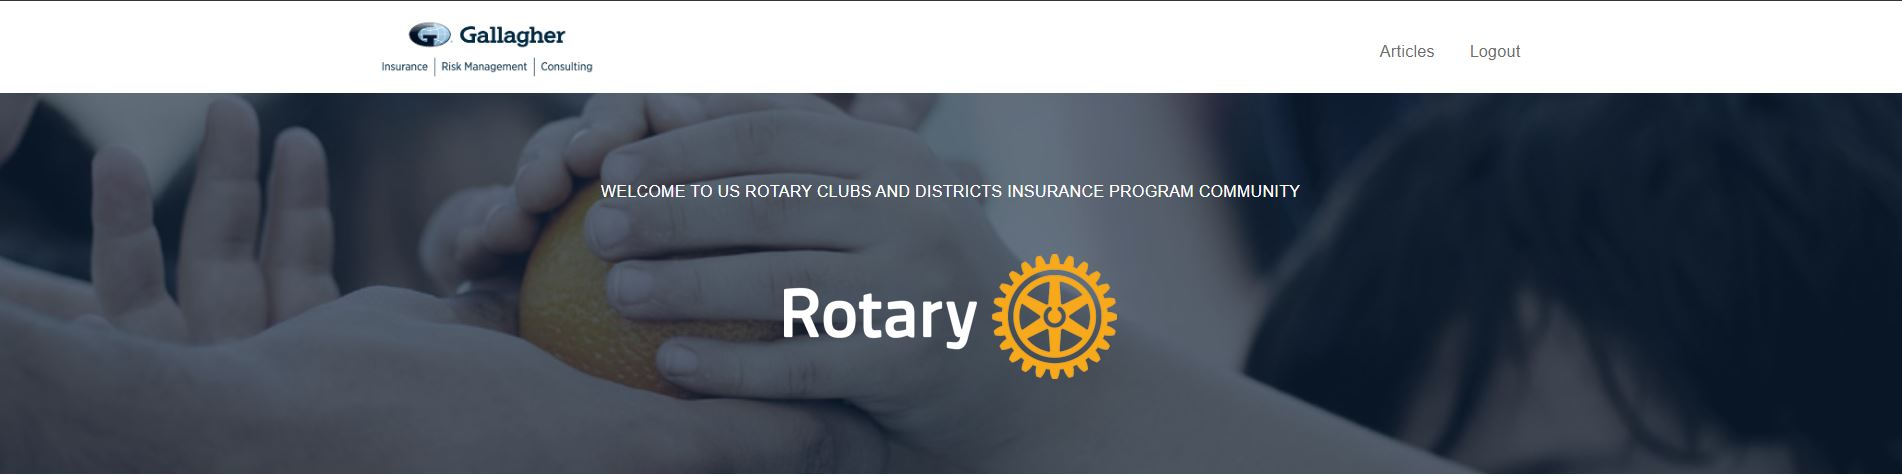 Gallagher
Insurance | Risk Management | Consulting
Articles Logout
WELCOME TO US ROTARY CLUBS AND DISTRICTS INSURANCE PROGRAM COMMUNITY
Rotary